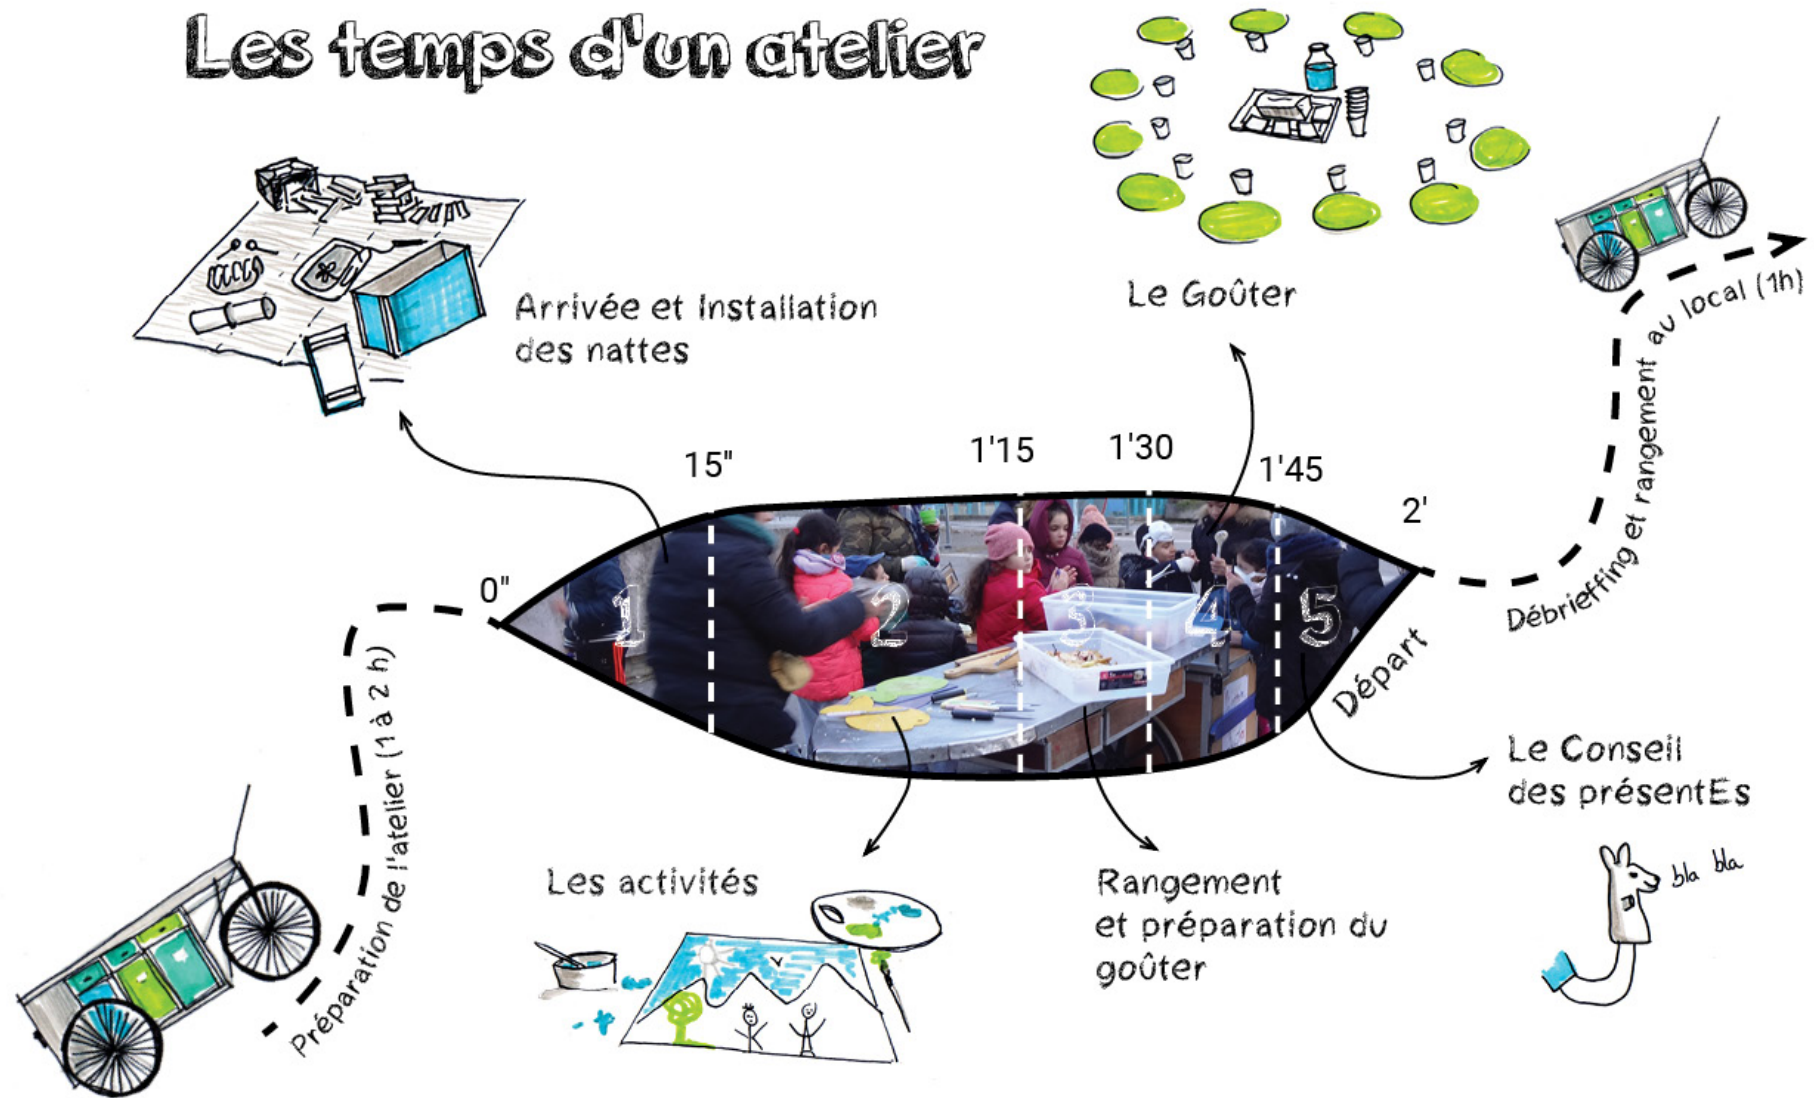 Les temps d'un atelier
Arrivée et Installation
des nattes
Le Goûter
Débrieffing et rangement au local (1h)
0"
15"
1'15
1'30
1'45
2'
1
2
3
4
5
Départ
Préparation de l'atelier (1 à 2 h)
Le Conseil
des présentEs
bla bla
Les activités
Rangement
et préparation du
goûter